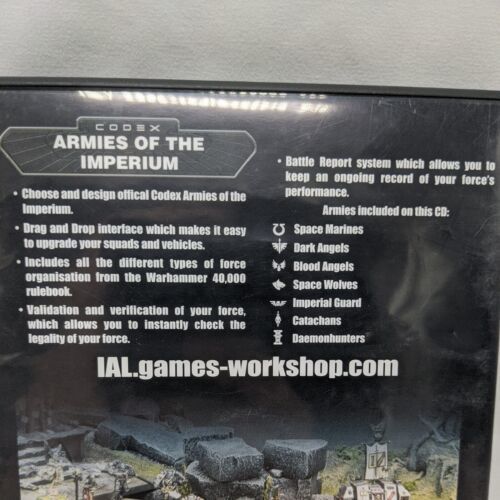 CODEX
ARMIES OF THE
IMPERIUM
• Choose and design offical Codex Armies of the
Imperium.
• Drag and Drop interface which makes it easy
to upgrade your squads and vehicles.
• Includes all the different types of force
organisation from the Warhammer 40,000
rulebook.
• Validation and verification of your force,
which allows you to instantly check the
legality of your force.
• Battle Report system which allows you to
keep an ongoing record of your force's
performance.
Armies included on this CD:
Space Marines
Dark Angels
Blood Angels
Space Wolves
Imperial Guard
Catachans
Daemonhunters
IAL.games-workshop.com